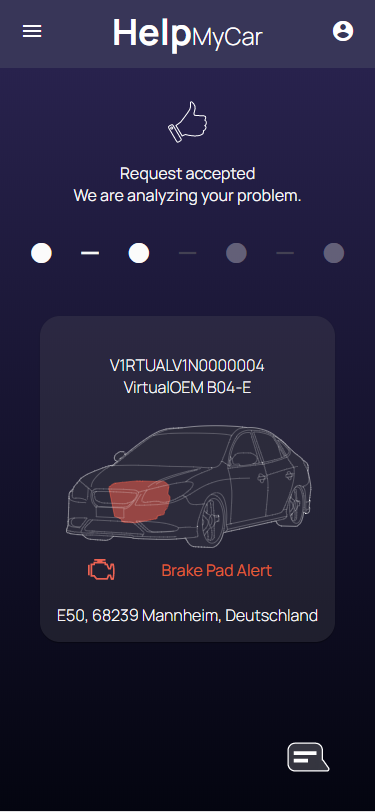 HelpMyCar
Request accepted
We are analyzing your problem.
V1RTUALV1N0000004
VirtualOEM B04-E
Brake Pad Alert
E50, 68239 Mannheim, Deutschland